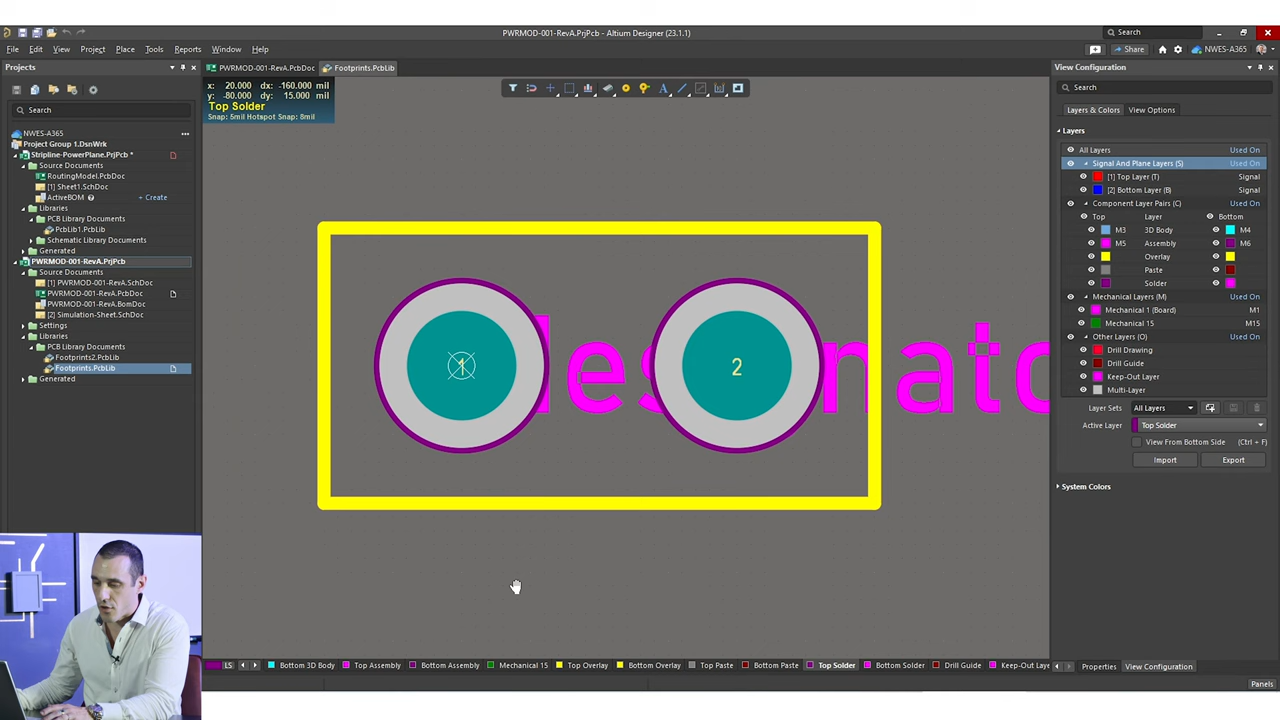 PWRMOD-001-RevA.PrjPcb - Altium Designer (23.1.1)
Search
File Edit View Project Place Tools Reports Window Help
Share
NWES-A365
Projects
PWRMOD-001-RevA.PcbDoc
Footprints.PcbLib
View Configuration
x: 20.000 dx: -160.000 mil
y: -80.000 dy: 15.000 mil
Top Solder
Snap: 5mil Hotspot Snap: 8mil
Search
NWES-A365
Project Group 1.DsnWrk
Stripline-PowerPlane.PrjPcb *
Source Documents
RoutingModel.PcbDoc
[1] Sheet1.SchDoc
ActiveBOM
+ Create
Libraries
PCB Library Documents
PcbLib1.PcbLib
Schematic Library Documents
Generated
PWRMOD-001-RevA.PrjPcb
Source Documents
[1] PWRMOD-001-RevA.SchDoc
PWRMOD-001-RevA.PcbDoc
PWRMOD-001-RevA.BomDoc
[2] Simulation-Sheet.SchDoc
Settings
Libraries
PCB Library Documents
Footprints2.PcbLib
Footprints.PcbLib
Generated
1
2
Search
Layers & Colors
View Options
Layers
All Layers Used On
Signal And Plane Layers (S) Used On
[1] Top Layer (T) Signal
[2] Bottom Layer (B) Signal
Component Layer Pairs (C) Used On
Top Layer Bottom
M3 3D Body M4
M5 Assembly M6
Overlay
Paste
Solder
Mechanical Layers (M) Used On
Mechanical 1 (Board) M1
Mechanical 15 M15
Other Layers (O) Used On
Drill Drawing
Drill Guide
Keep-Out Layer
Multi-Layer
Layer Sets All Layers
Active Layer Top Solder
View From Bottom Side (Ctrl + F)
Import
Export
System Colors
LS
Bottom 3D Body
Top Assembly
Bottom Assembly
Mechanical 15
Top Overlay
Bottom Overlay
Top Paste
Bottom Paste
Top Solder
Bottom Solder
Drill Guide
Keep-Out Laye
Properties
View Configuration
Panels